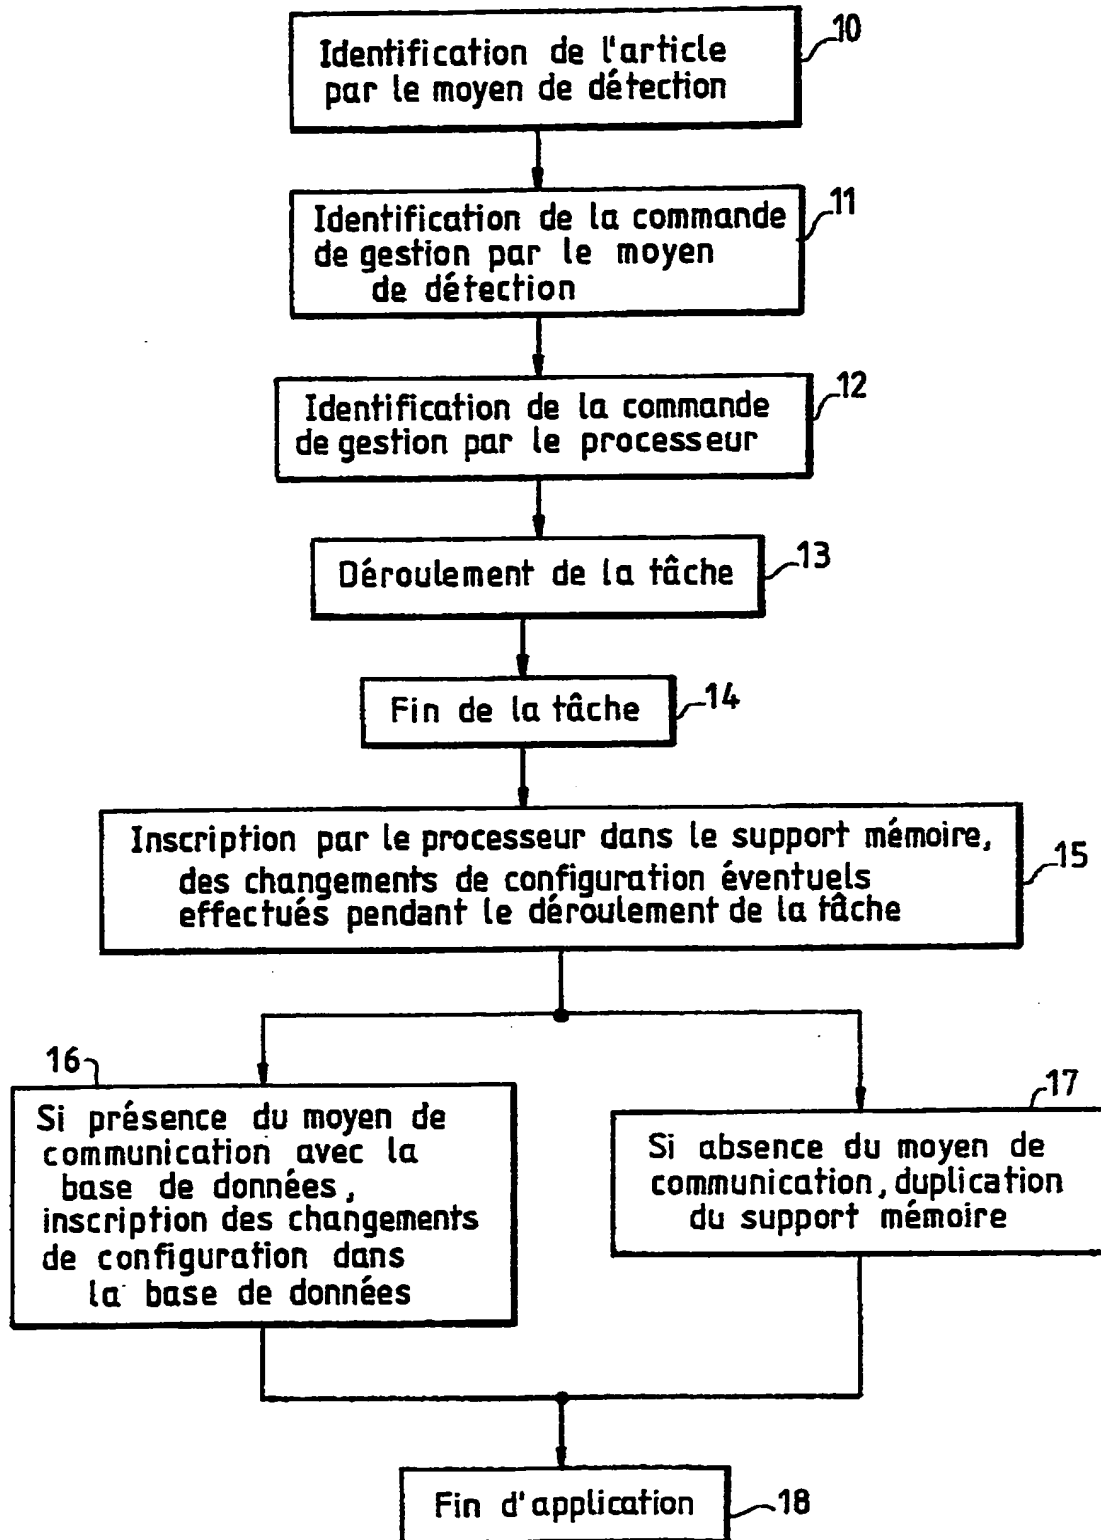 Identification de l'article
par le moyen de détection
10
Identification de la commande
de gestion par le moyen
de détection
11
Identification de la commande
de gestion par le processeur
12
Déroulement de la tâche
13
Fin de la tâche
14
Inscription par le processeur dans le support mémoire,
des changements de configuration éventuels
effectués pendant le déroulement de la tâche
15
16
Si présence du moyen de
communication avec la
base de données,
inscription des changements
de configuration dans
la base de données
17
Si absence du moyen de
communication, duplication
du support mémoire
Fin d'application
18